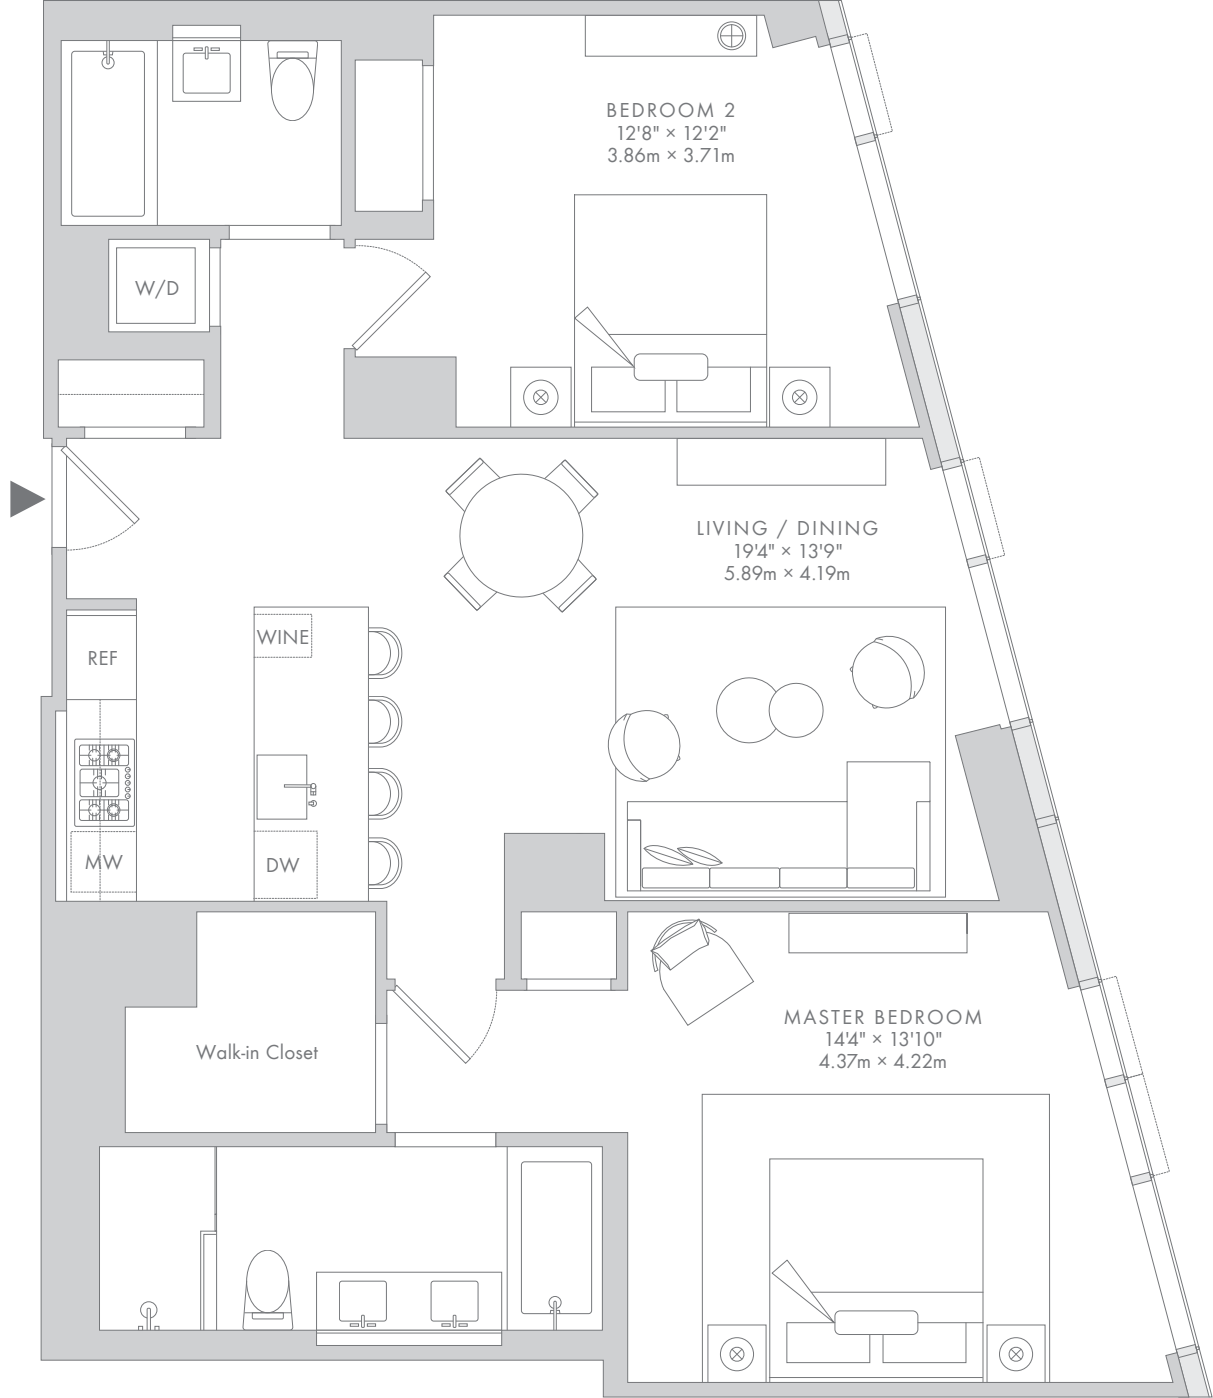 BEDROOM 2
12'8" × 12'2"
3.86m × 3.71m
W/D
LIVING / DINING
19'4" × 13'9"
5.89m × 4.19m
WINE
REF
MW
DW
Walk-in Closet
MASTER BEDROOM
14'4" × 13'10"
4.37m × 4.22m